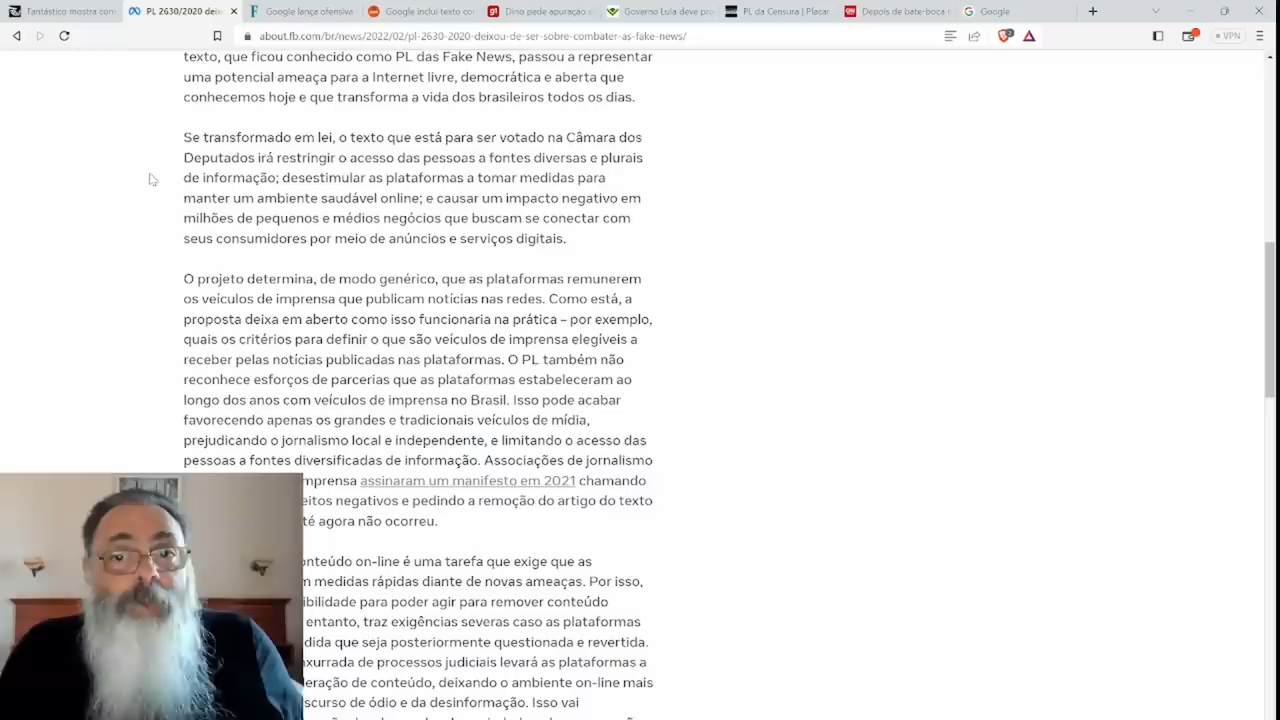 Fantástico mostra con
PL 2630/2020 deix
Google lança ofensiva
Google inclui texto co
Dino pede apuração s
Governo Lula deve pro
PL da Censura | Placar
Depois de bate-boca n
Google
about.fb.com/br/news/2022/02/pl-2630-2020-deixou-de-ser-sobre-combater-as-fake-news/
VPN
texto, que ficou conhecido como PL das Fake News, passou a representar
uma potencial ameaça para a Internet livre, democrática e aberta que
conhecemos hoje e que transforma a vida dos brasileiros todos os dias.
Se transformado em lei, o texto que está para ser votado na Câmara dos
Deputados irá restringir o acesso das pessoas a fontes diversas e plurais
de informação; desestimular as plataformas a tomar medidas para
manter um ambiente saudável online; e causar um impacto negativo em
milhões de pequenos e médios negócios que buscam se conectar com
seus consumidores por meio de anúncios e serviços digitais.
O projeto determina, de modo genérico, que as plataformas remunerem
os veículos de imprensa que publicam notícias nas redes. Como está, a
proposta deixa em aberto como isso funcionaria na prática – por exemplo,
quais os critérios para definir o que são veículos de imprensa elegíveis a
receber pelas notícias publicadas nas plataformas. O PL também não
reconhece esforços de parcerias que as plataformas estabeleceram ao
longo dos anos com veículos de imprensa no Brasil. Isso pode acabar
favorecendo apenas os grandes e tradicionais veículos de mídia,
prejudicando o jornalismo local e independente, e limitando o acesso das
pessoas a fontes diversificadas de informação. Associações de jornalismo
mprensa assinaram um manifesto em 2021 chamando
eitos negativos e pedindo a remoção do artigo do texto
té agora não ocorreu.
onteúdo on-line é uma tarefa que exige que as
m medidas rápidas diante de novas ameaças. Por isso,
ibilidade para poder agir para remover conteúdo
entanto, traz exigências severas caso as plataformas
dida que seja posteriormente questionada e revertida.
nxurrada de processos judiciais levará as plataformas a
leração de conteúdo, deixando o ambiente on-line mais
scurso de ódio e da desinformação. Isso vai